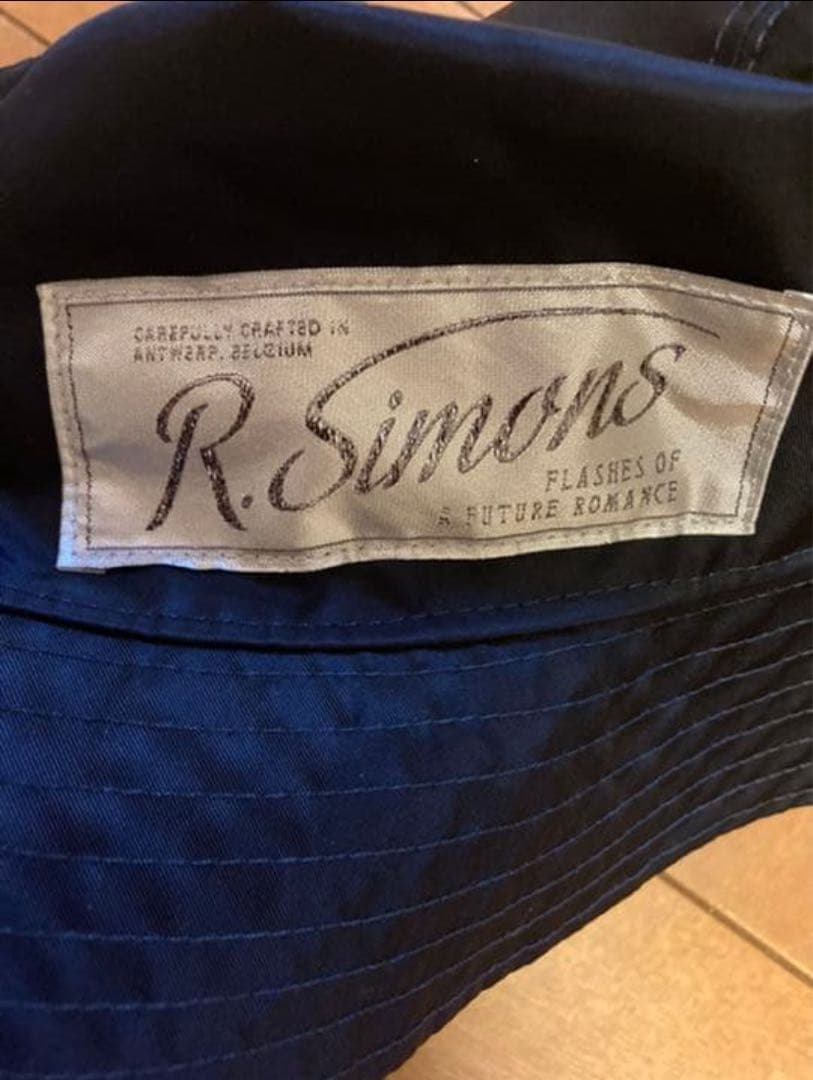 CAREFULLY CRAFTED IN
ANTWERP, BELGIUM
R. Simons
FLASHES OF
A FUTURE ROMANCE